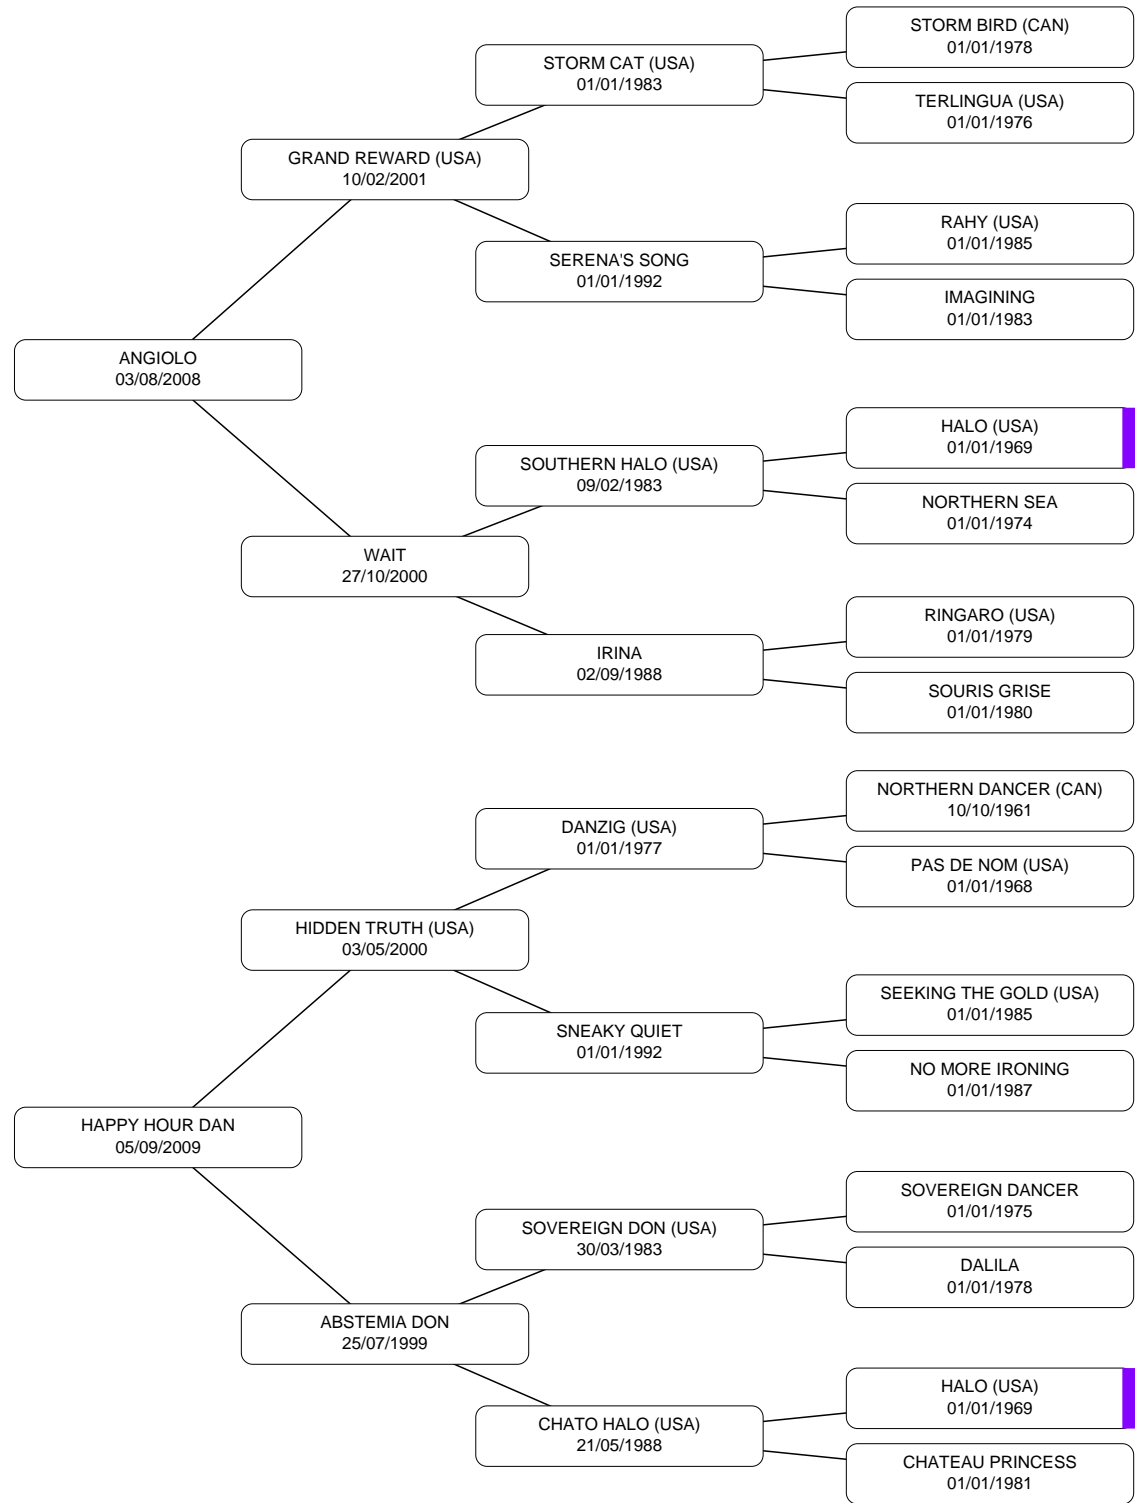 STORM BIRD (CAN)
01/01/1978
STORM CAT (USA)
01/01/1983
TERLINGUA (USA)
01/01/1976
GRAND REWARD (USA)
10/02/2001
RAHY (USA)
01/01/1985
SERENA'S SONG
01/01/1992
IMAGINING
01/01/1983
ANGIOLO
03/08/2008
HALO (USA)
01/01/1969
SOUTHERN HALO (USA)
09/02/1983
NORTHERN SEA
01/01/1974
WAIT
27/10/2000
RINGARO (USA)
01/01/1979
IRINA
02/09/1988
SOURIS GRISE
01/01/1980
NORTHERN DANCER (CAN)
10/10/1961
DANZIG (USA)
01/01/1977
PAS DE NOM (USA)
01/01/1968
HIDDEN TRUTH (USA)
03/05/2000
SEEKING THE GOLD (USA)
01/01/1985
SNEAKY QUIET
01/01/1992
NO MORE IRONING
01/01/1987
HAPPY HOUR DAN
05/09/2009
SOVEREIGN DANCER
01/01/1975
SOVEREIGN DON (USA)
30/03/1983
DALILA
01/01/1978
ABSTEMIA DON
25/07/1999
HALO (USA)
01/01/1969
CHATO HALO (USA)
21/05/1988
CHATEAU PRINCESS
01/01/1981